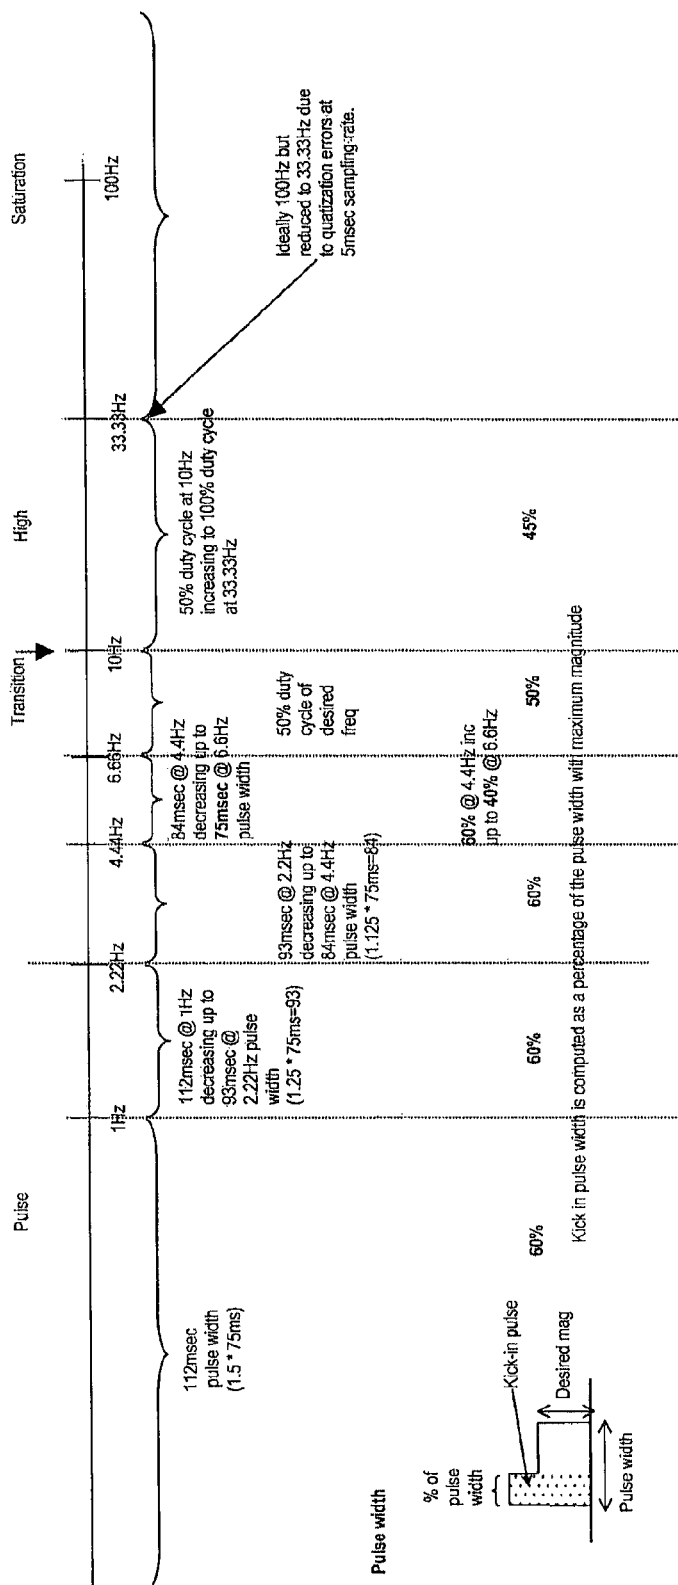 Pulse
Transition
High
Saturation
1Hz
2.22Hz
4.44Hz
6.66Hz
10Hz
33.33Hz
100Hz
112msec
pulse width
(1.5 * 75ms)
112msec @ 1Hz
decreasing up to
93msec @
2.22Hz pulse
width
(1.25 * 75ms=93)
93msec @ 2.2Hz
decreasing up to
84msec @ 4.4Hz
pulse width
(1.125 * 75ms=84)
84msec @ 4.4Hz
decreasing up to
75msec @ 6.6Hz
pulse width
50% duty
cycle of
desired
freq
50% duty cycle at 10Hz
increasing to 100% duty cycle
at 33.33Hz
Ideally 100Hz but
reduced to 33.33Hz due
to quatization errors at
5msec sampling rate.
60%
60%
60%
60% @ 4.4Hz inc
up to 40% @ 6.6Hz
50%
45%
Kick in pulse width is computed as a percentage of the pulse width with maximum magnitude
Pulse width
% of
pulse
width
Kick-in pulse
Desired mag
Pulse width